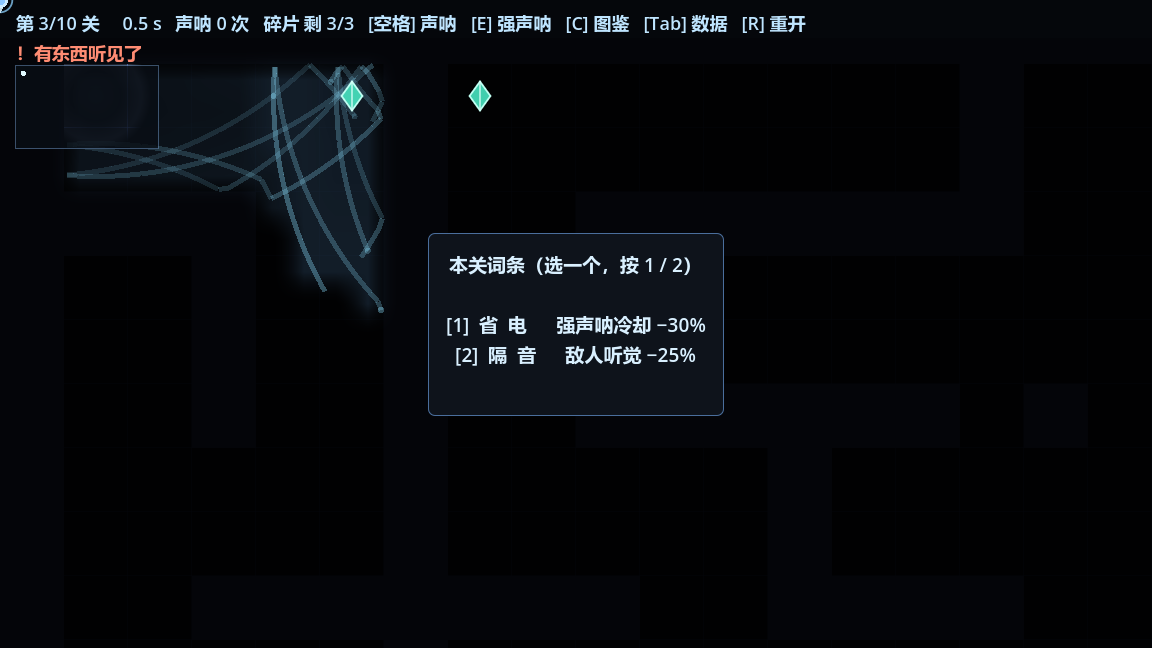 第 3/10 关 0.5 s 声呐 0 次 碎片 剩 3/3 [空格] 声呐 [E] 强声呐 [C] 图鉴 [Tab] 数据 [R] 重开
！有东西听见了
本关词条（选一个，按 1 / 2）
[1] 省 电 强声呐冷却 −30%
[2] 隔 音 敌人听觉 −25%